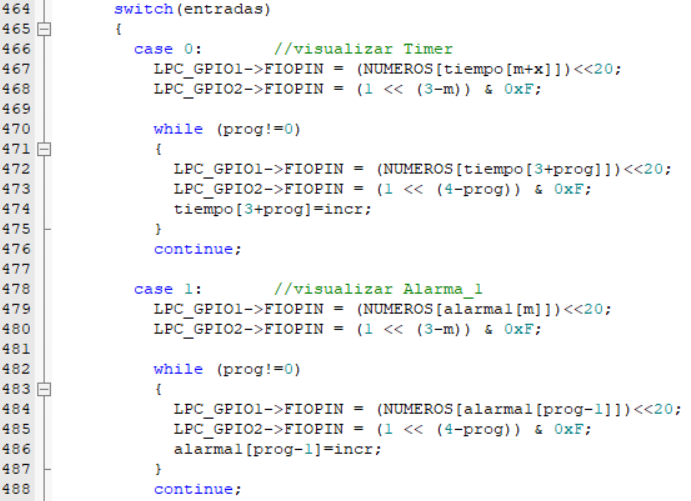 464 switch(entradas)
465 {
466 case 0: //visualizar Timer
467 LPC_GPIO1->FIOPIN = (NUMEROS[tiempo[m+x]])<<20;
468 LPC_GPIO2->FIOPIN = (1 << (3-m)) & 0xF;
469
470 while (prog!=0)
471 {
472 LPC_GPIO1->FIOPIN = (NUMEROS[tiempo[3+prog]])<<20;
473 LPC_GPIO2->FIOPIN = (1 << (4-prog)) & 0xF;
474 tiempo[3+prog]=incr;
475 }
476 continue;
477
478 case 1: //visualizar Alarma_1
479 LPC_GPIO1->FIOPIN = (NUMEROS[alarma1[m]])<<20;
480 LPC_GPIO2->FIOPIN = (1 << (3-m)) & 0xF;
481
482 while (prog!=0)
483 {
484 LPC_GPIO1->FIOPIN = (NUMEROS[alarma1[prog-1]])<<20;
485 LPC_GPIO2->FIOPIN = (1 << (4-prog)) & 0xF;
486 alarma1[prog-1]=incr;
487 }
488 continue;